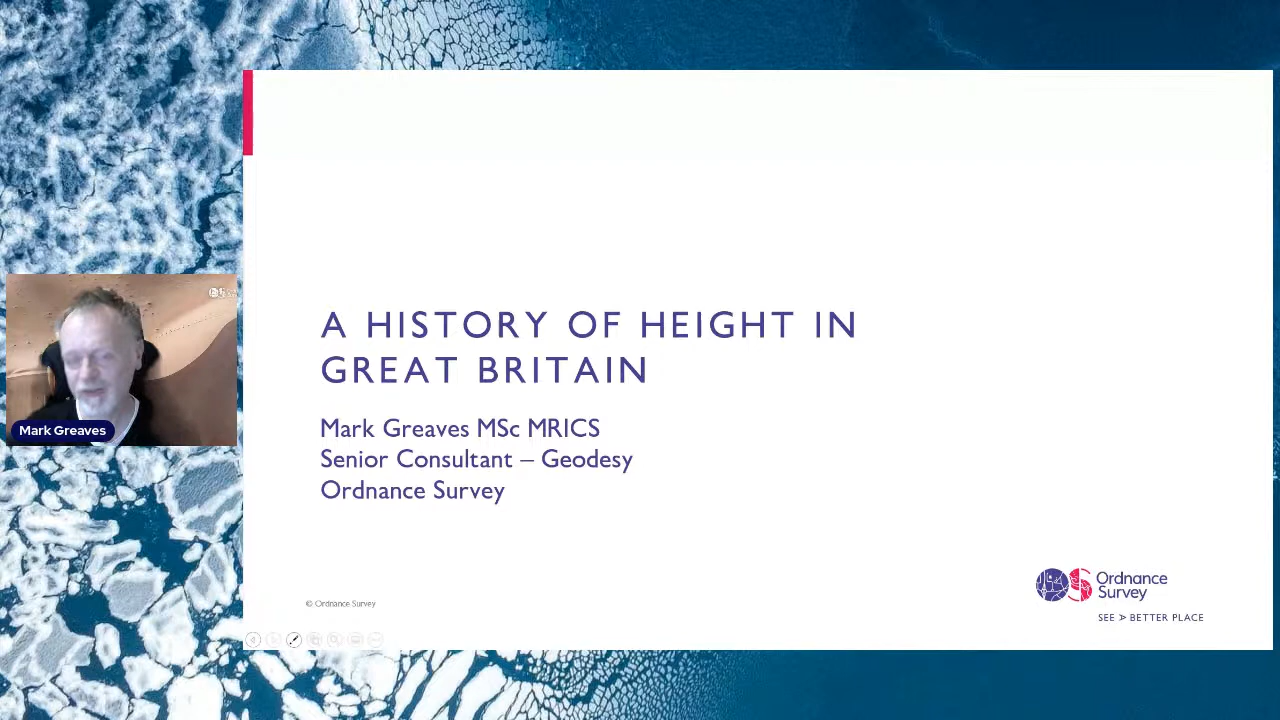 A HISTORY OF HEIGHT IN
GREAT BRITAIN
Mark Greaves MSc MRICS
Senior Consultant – Geodesy
Ordnance Survey
Mark Greaves
Ordnance
Survey
SEE A BETTER PLACE
© Ordnance Survey